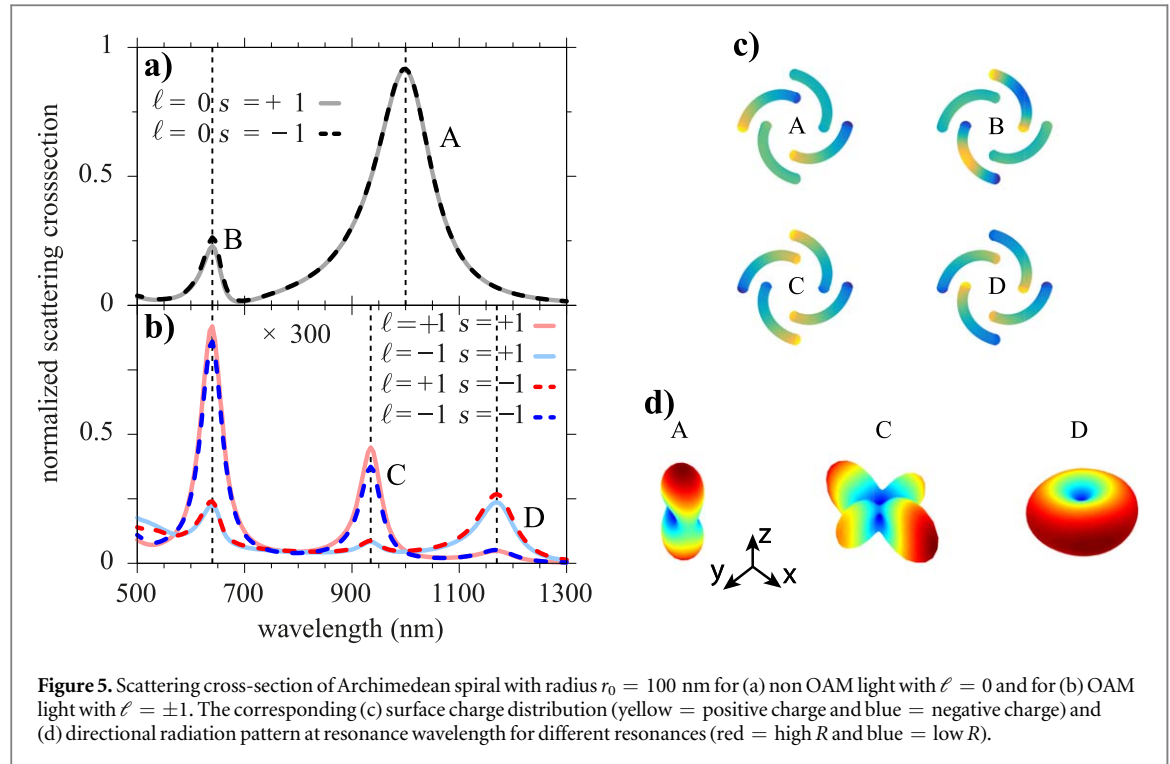 1
a)
ℓ = 0 s = + 1
ℓ = 0 s = − 1
A
B
0.5
0
normalized scattering crosssection
b)
× 300
ℓ = +1 s = +1
ℓ = −1 s = +1
ℓ = +1 s = −1
ℓ = −1 s = −1
0.5
C
D
0
500 700 900 1100 1300
wavelength (nm)
c)
A B
C D
d)
A C D
z
y x
Figure 5. Scattering cross-section of Archimedean spiral with radius r₀ = 100 nm for (a) non OAM light with ℓ = 0 and for (b) OAM
light with ℓ = ±1. The corresponding (c) surface charge distribution (yellow = positive charge and blue = negative charge) and
(d) directional radiation pattern at resonance wavelength for different resonances (red = high R and blue = low R).